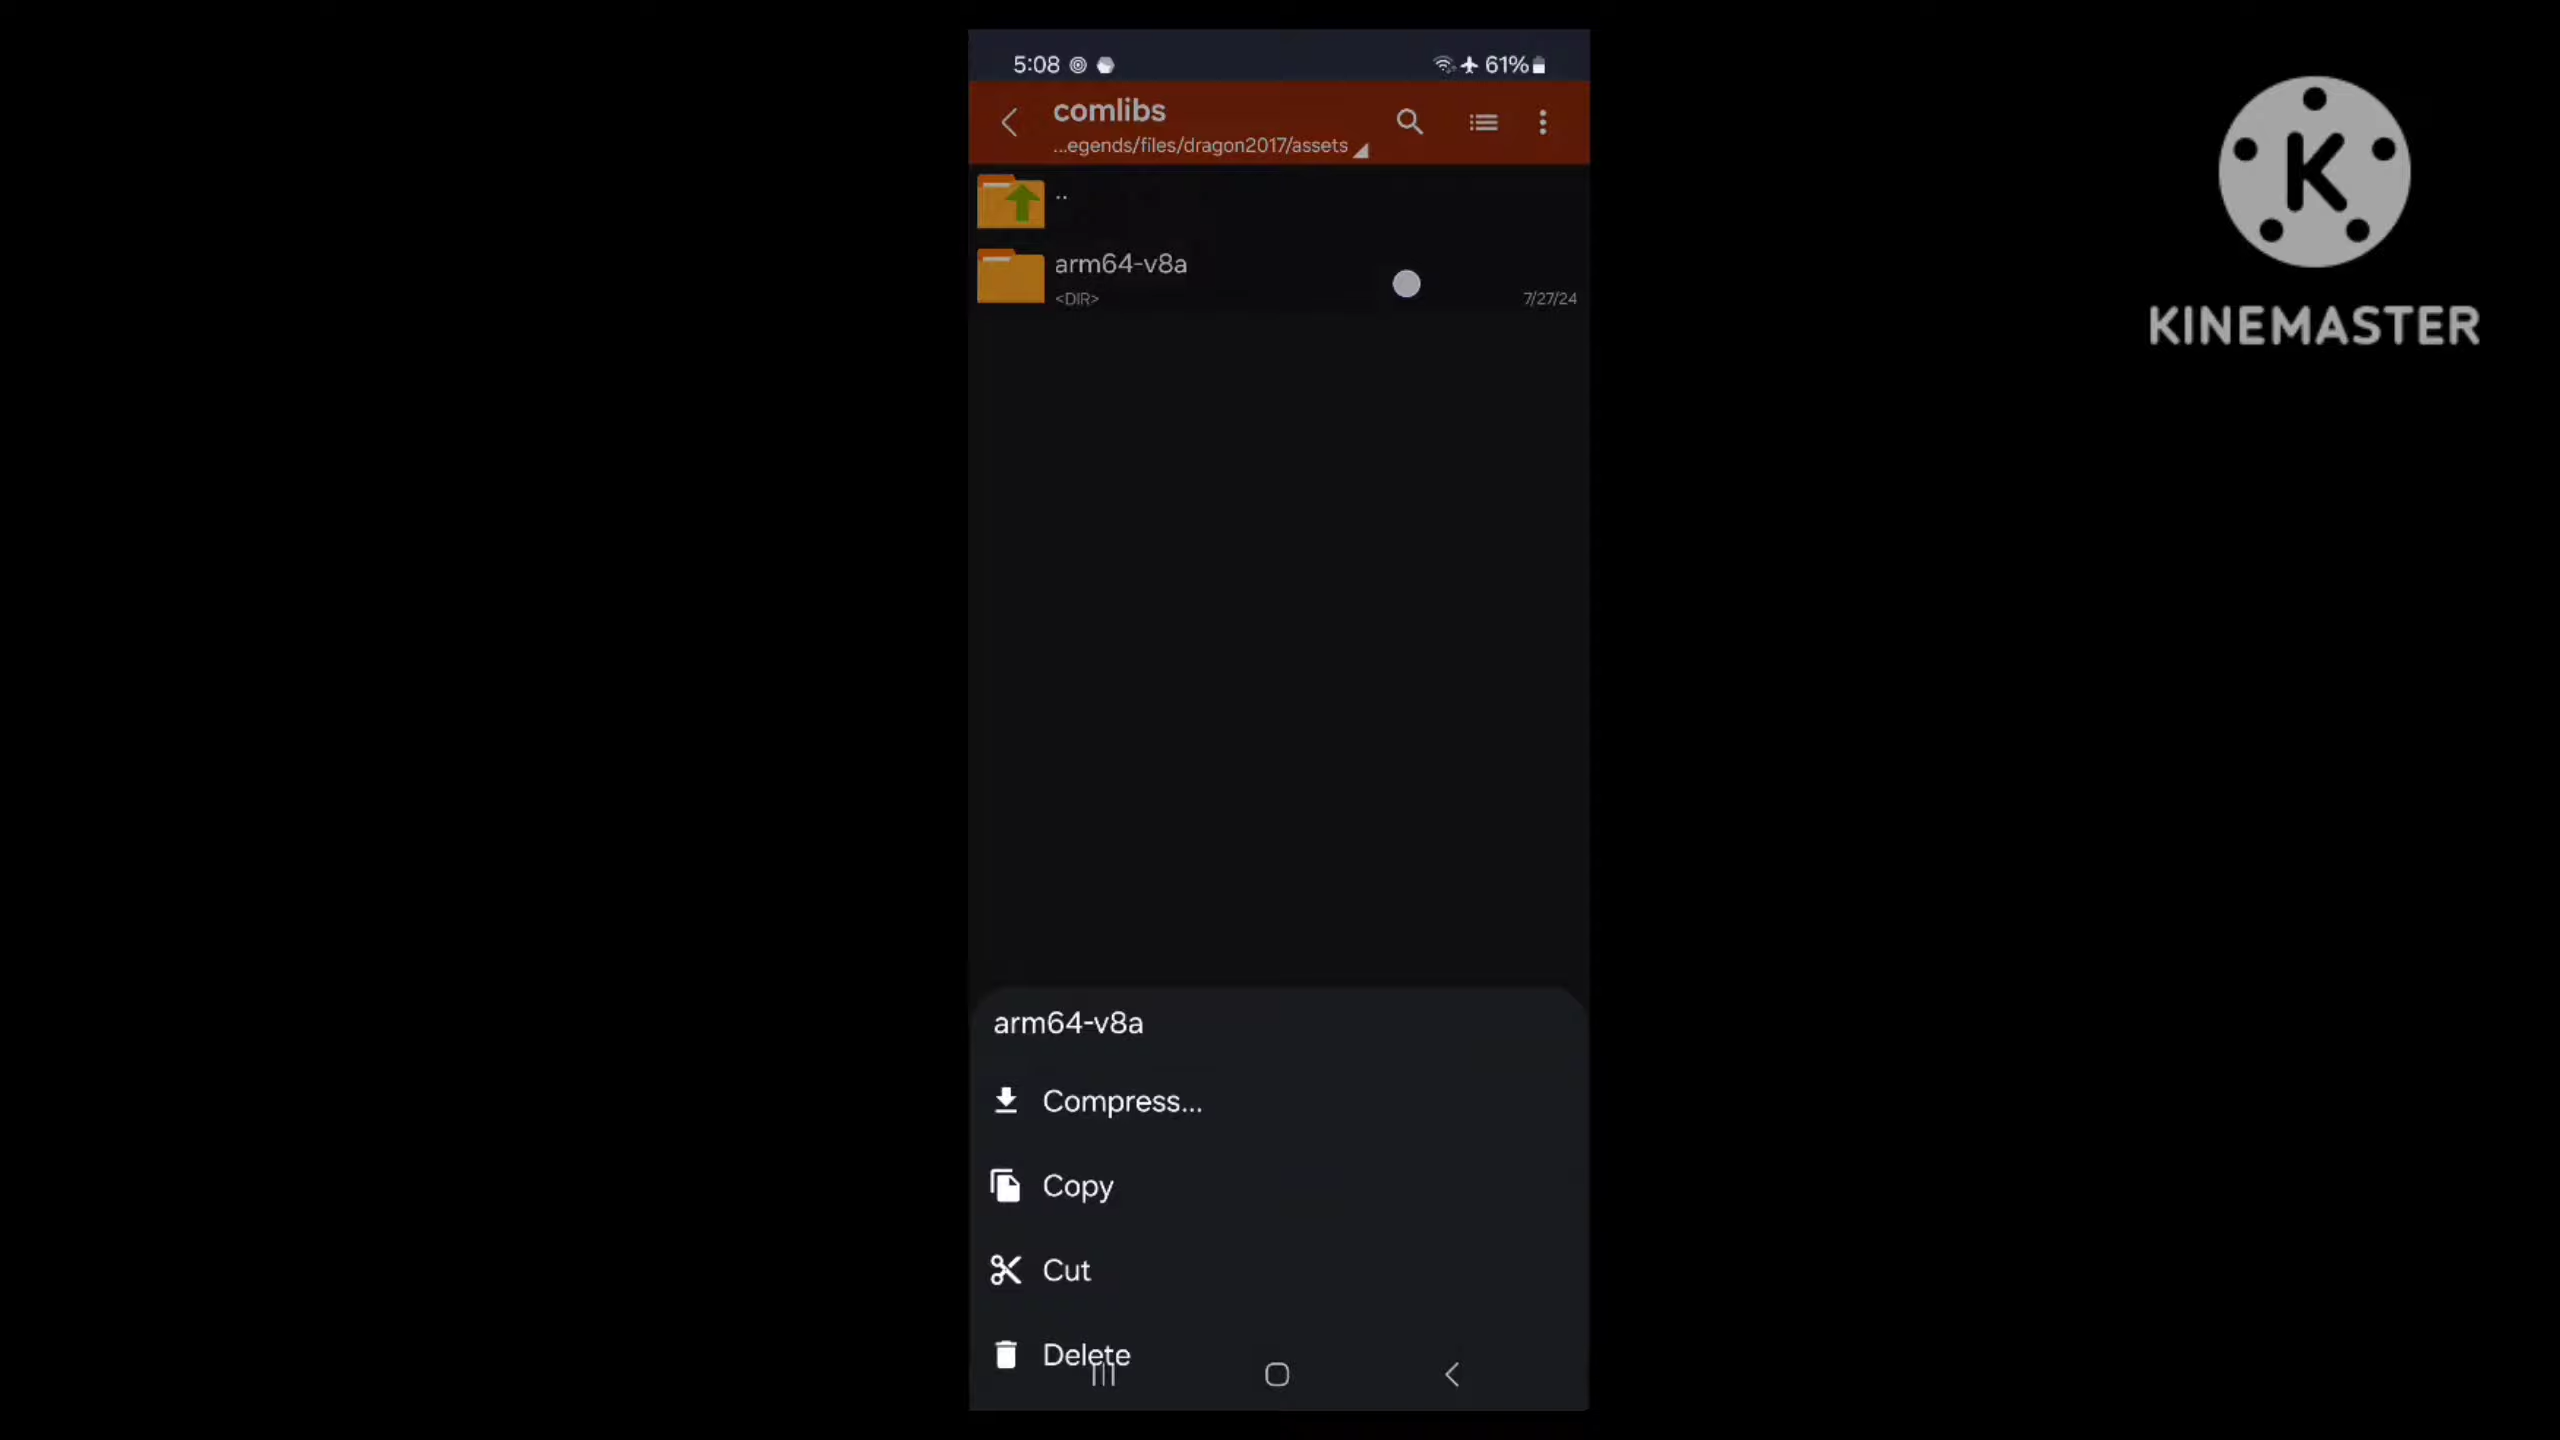 5:08
61%
comlibs
...egends/files/dragon2017/assets
..
arm64-v8a
<DIR>
7/27/24
arm64-v8a
Compress...
Copy
Cut
Delete
K
KINEMASTER